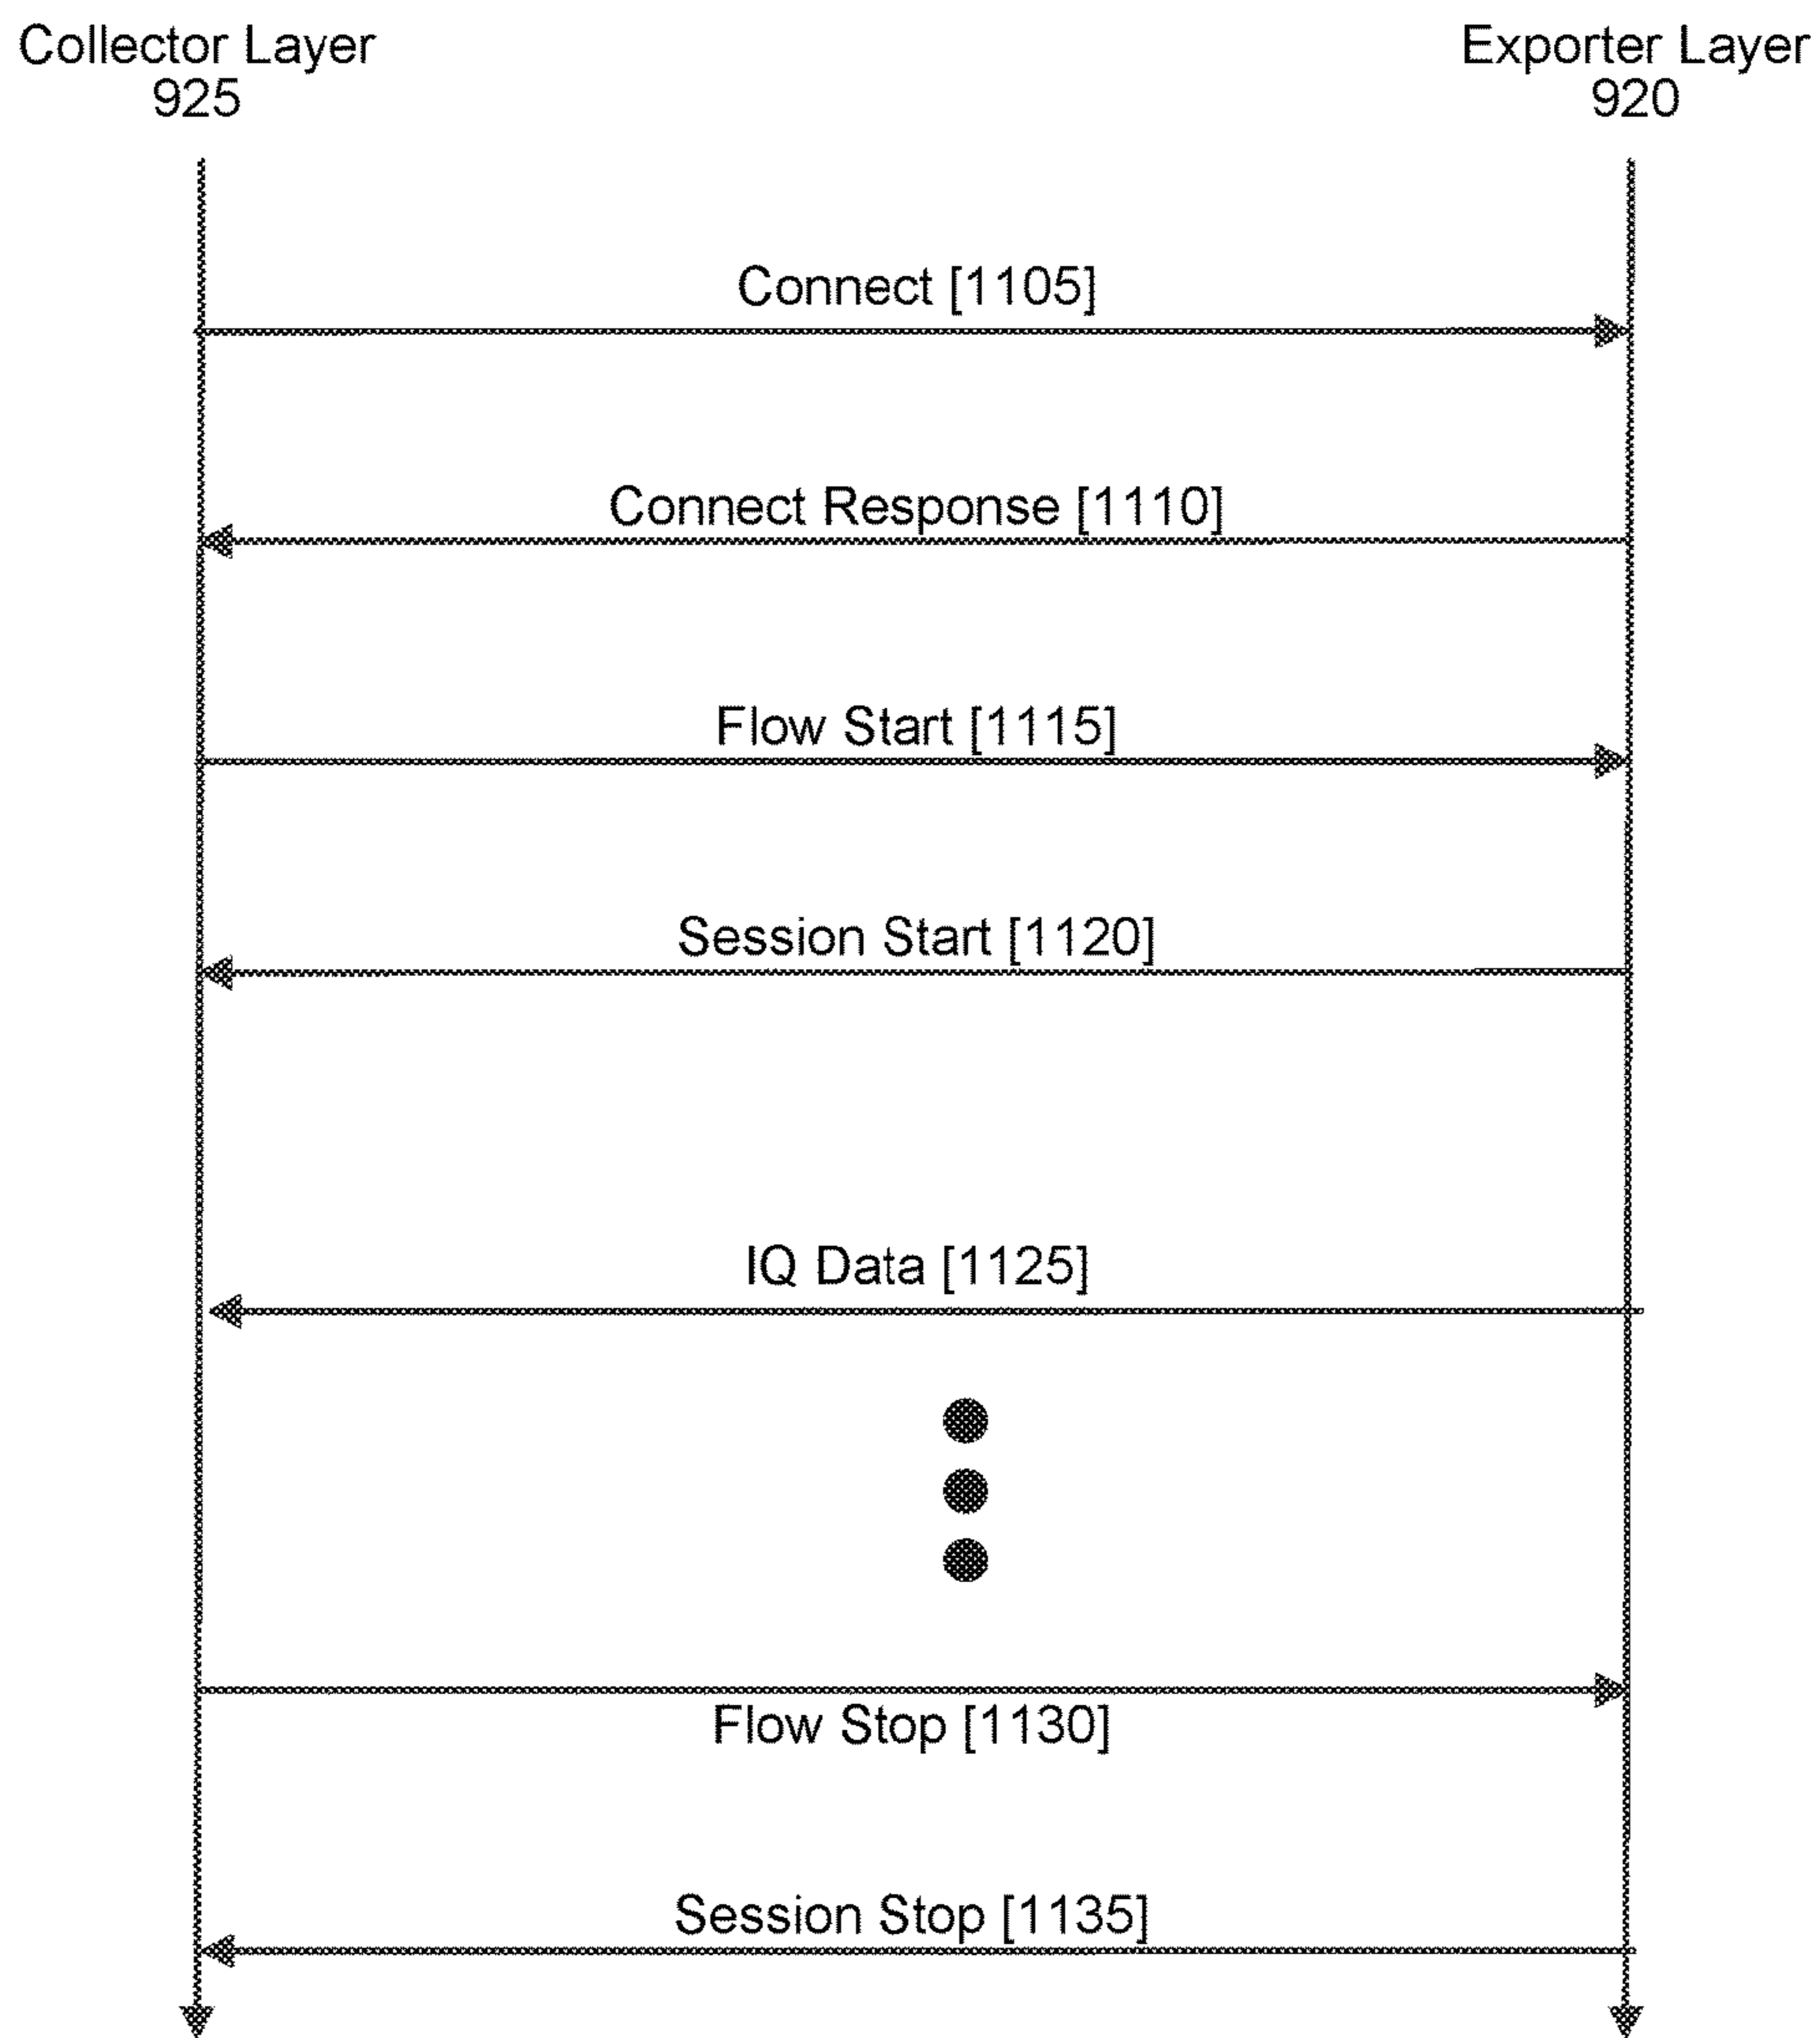 Collector Layer
925
Exporter Layer
920
Connect [1105]
Connect Response [1110]
Flow Start [1115]
Session Start [1120]
IQ Data [1125]
Flow Stop [1130]
Session Stop [1135]